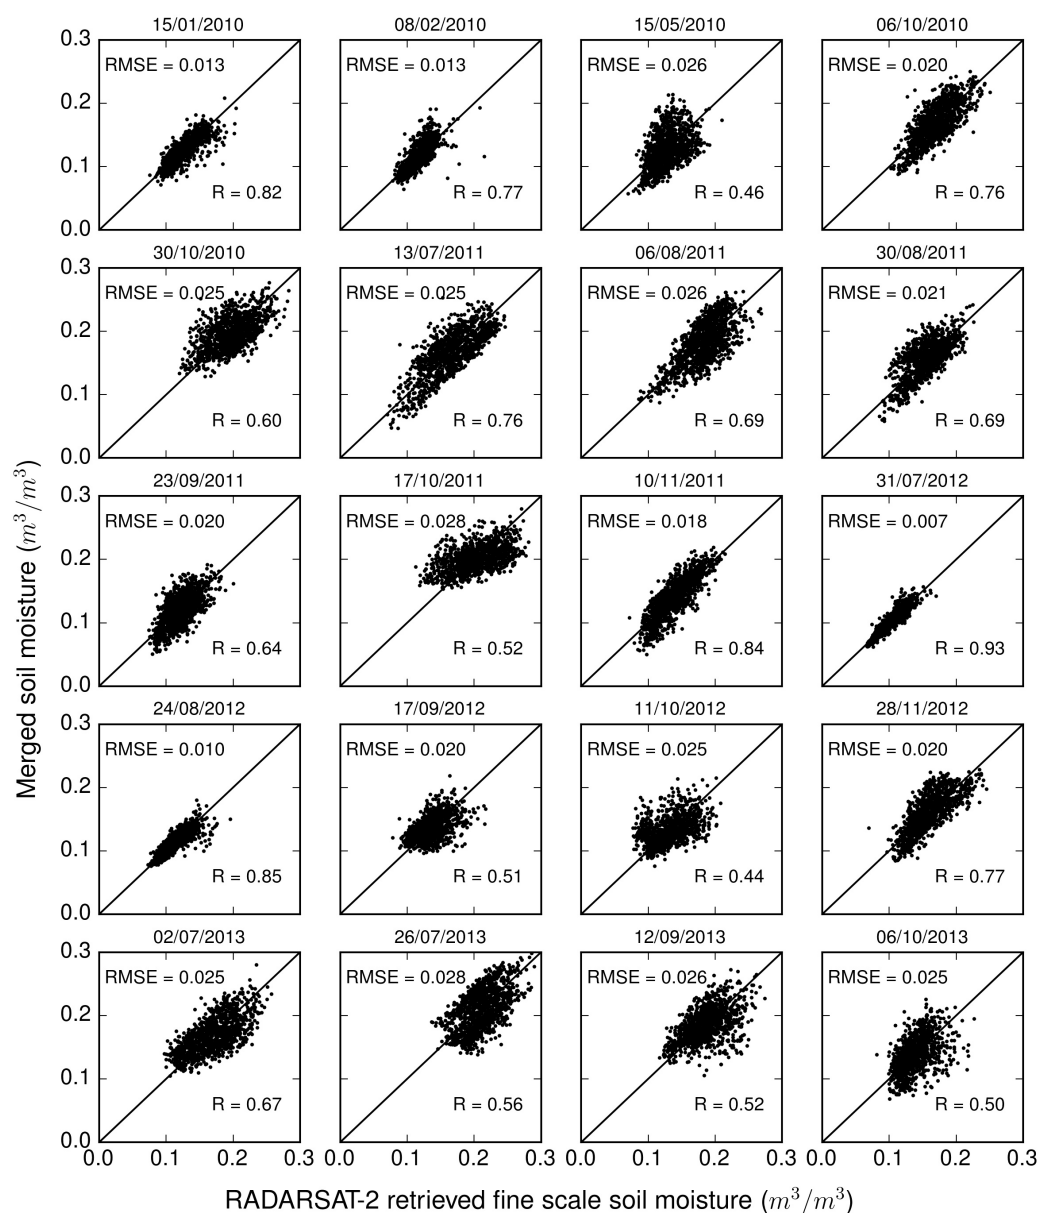 15/01/2010 08/02/2010 15/05/2010 06/10/2010
0.3
RMSE = 0.013 RMSE = 0.013 RMSE = 0.026 RMSE = 0.020
0.2
0.1
R = 0.82 R = 0.77 R = 0.46 R = 0.76
0.0
30/10/2010 13/07/2011 06/08/2011 30/08/2011
0.3
RMSE = 0.025 RMSE = 0.025 RMSE = 0.026 RMSE = 0.021
0.2
0.1
R = 0.60 R = 0.76 R = 0.69 R = 0.69
0.0
23/09/2011 17/10/2011 10/11/2011 31/07/2012
0.3
RMSE = 0.020 RMSE = 0.028 RMSE = 0.018 RMSE = 0.007
0.2
0.1
R = 0.64 R = 0.52 R = 0.84 R = 0.93
0.0
24/08/2012 17/09/2012 11/10/2012 28/11/2012
0.3
RMSE = 0.010 RMSE = 0.020 RMSE = 0.025 RMSE = 0.020
0.2
0.1
R = 0.85 R = 0.51 R = 0.44 R = 0.77
0.0
02/07/2013 26/07/2013 12/09/2013 06/10/2013
0.3
RMSE = 0.025 RMSE = 0.028 RMSE = 0.026 RMSE = 0.025
0.2
0.1
R = 0.67 R = 0.56 R = 0.52 R = 0.50
0.0
0.0 0.1 0.2 0.3 0.0 0.1 0.2 0.3 0.0 0.1 0.2 0.3 0.0 0.1 0.2 0.3
Merged soil moisture (m³/m³)
RADARSAT-2 retrieved fine scale soil moisture (m³/m³)